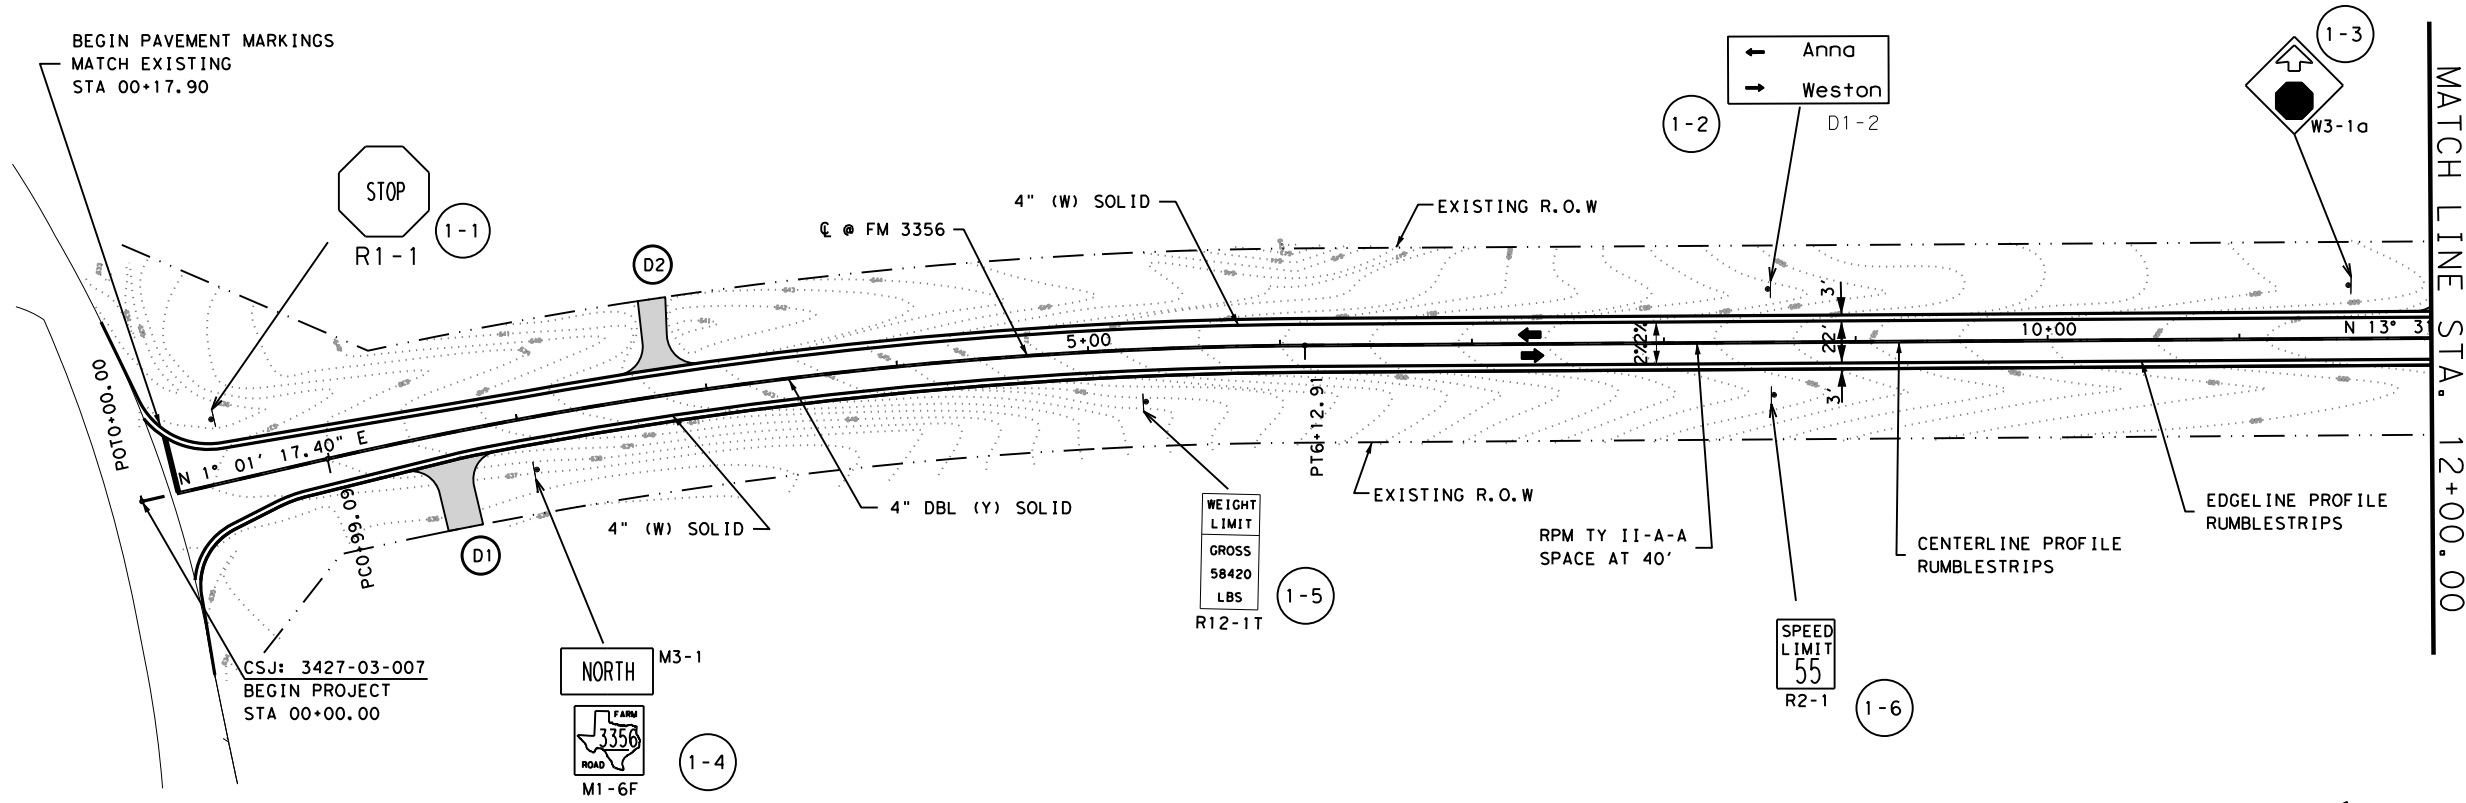 BEGIN PAVEMENT MARKINGS
MATCH EXISTING
STA 00+17.90
STOP
R1-1
1-1
D2
℄ @ FM 3356
4" (W) SOLID
EXISTING R.O.W
1-2
Anna
Weston
D1-2
1-3
W3-1a
MATCH LINE STA. 12+00.00
POT0+00.00
N 1° 01' 17.40" E
PC0+99.09
5+00
PT6+12.91
3'
22'
3'
10+00
N 13° 31
D1
4" (W) SOLID
4" DBL (Y) SOLID
EXISTING R.O.W
RPM TY II-A-A
SPACE AT 40'
CENTERLINE PROFILE
RUMBLESTRIPS
EDGELINE PROFILE
RUMBLESTRIPS
CSJ: 3427-03-007
BEGIN PROJECT
STA 00+00.00
NORTH
M3-1
FARM
3356
ROAD
M1-6F
1-4
WEIGHT
LIMIT
GROSS
58420
LBS
R12-1T
1-5
SPEED
LIMIT
55
R2-1
1-6